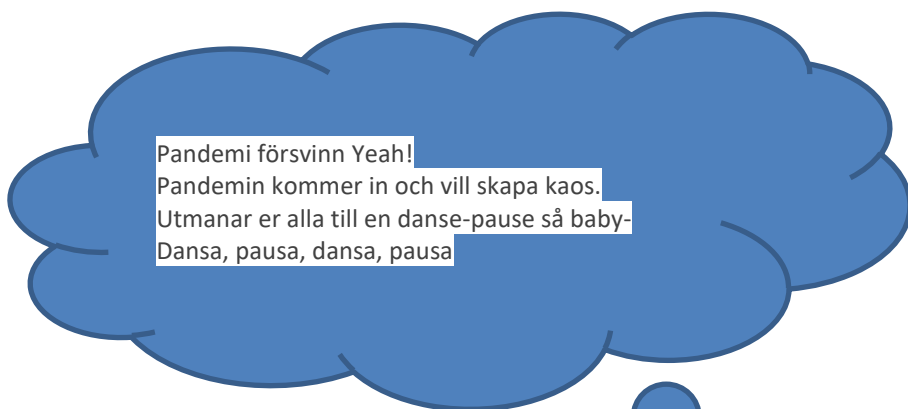 Pandemi försvinn Yeah!
Pandemin kommer in och vill skapa kaos.
Utmanar er alla till en danse-pause så baby-
Dansa, pausa, dansa, pausa